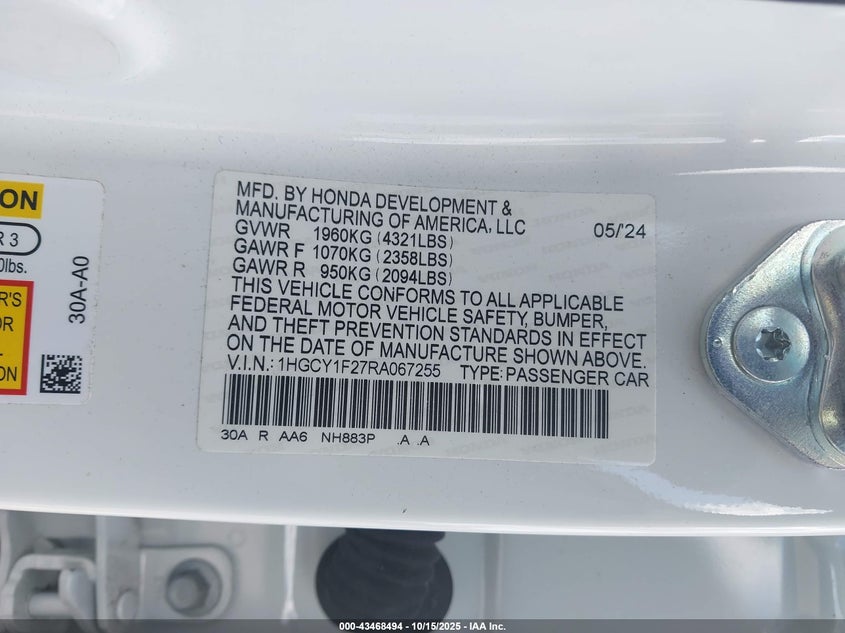 ON
R 3
0lbs.
R'S
OR
L-
30A-A0
MFD. BY HONDA DEVELOPMENT &
MANUFACTURING OF AMERICA, LLC 05/'24
GVWR 1960KG (4321LBS)
GAWR F 1070KG (2358LBS)
GAWR R 950KG (2094LBS)
THIS VEHICLE CONFORMS TO ALL APPLICABLE
FEDERAL MOTOR VEHICLE SAFETY, BUMPER,
AND THEFT PREVENTION STANDARDS IN EFFECT
ON THE DATE OF MANUFACTURE SHOWN ABOVE.
V.I.N.: 1HGCY1F27RA067255 TYPE: PASSENGER CAR
30A R AA6 NH883P .A .A
000-43468494 - 10/15/2025 - IAA Inc.